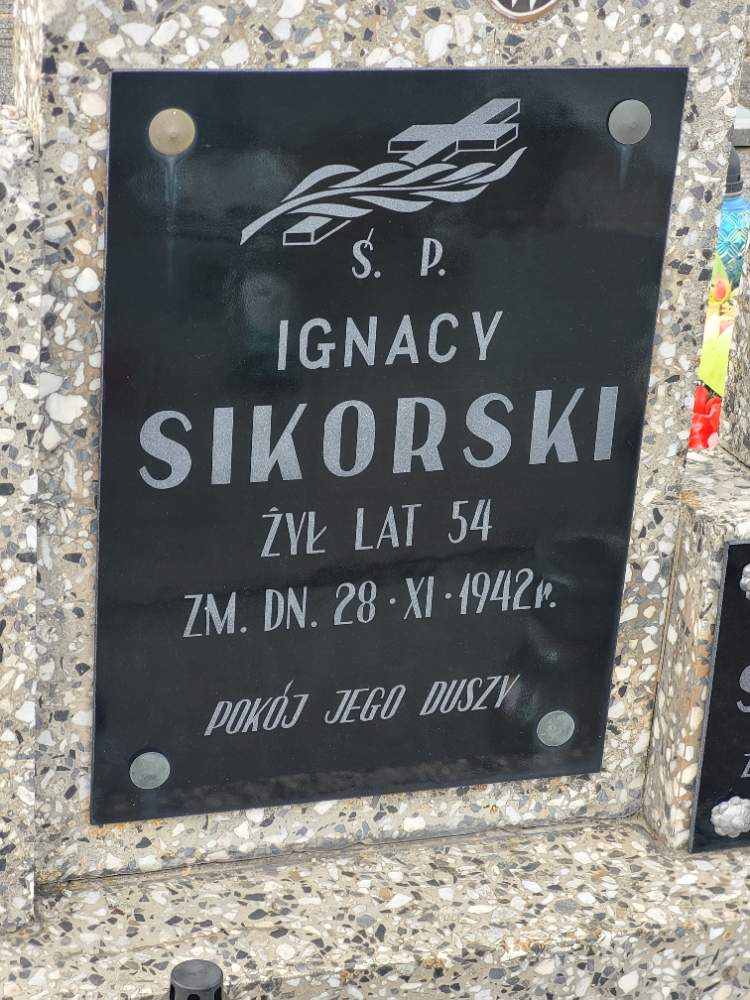 Ś. P.
IGNACY
SIKORSKI
ŻYŁ LAT 54
ZM. DN. 28·XI·1942r.
POKÓJ JEGO DUSZY